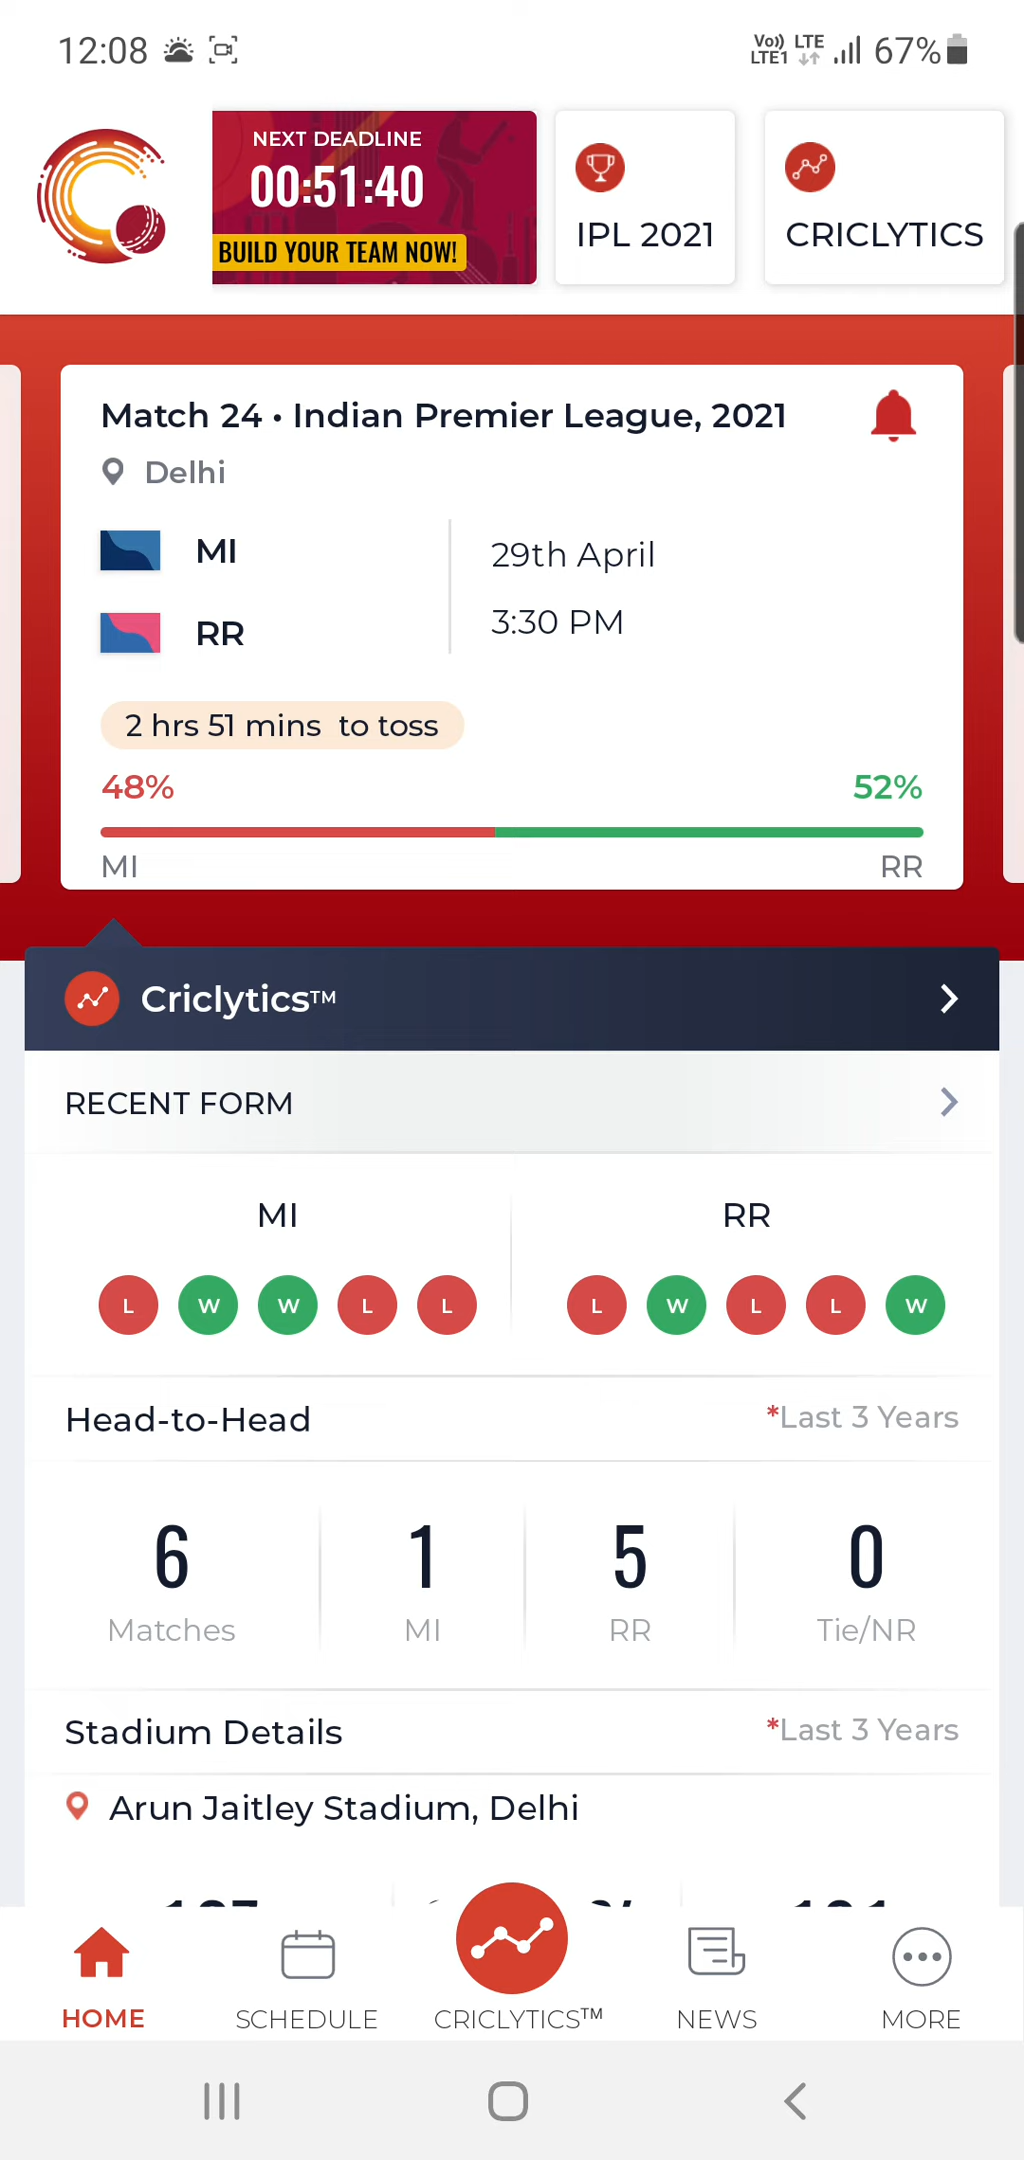 12:08
Vo)) LTE
LTE1
67%
NEXT DEADLINE
00:51:40
BUILD YOUR TEAM NOW!
IPL 2021
CRICLYTICS
Match 24 • Indian Premier League, 2021
Delhi
MI
29th April
RR
3:30 PM
2 hrs 51 mins to toss
48%
52%
MI
RR
Criclytics™
RECENT FORM
MI
RR
L W W L L
L W L L W
Head-to-Head
*Last 3 Years
6
1
5
0
Matches
MI
RR
Tie/NR
Stadium Details
*Last 3 Years
Arun Jaitley Stadium, Delhi
HOME
SCHEDULE
CRICLYTICS™
NEWS
MORE